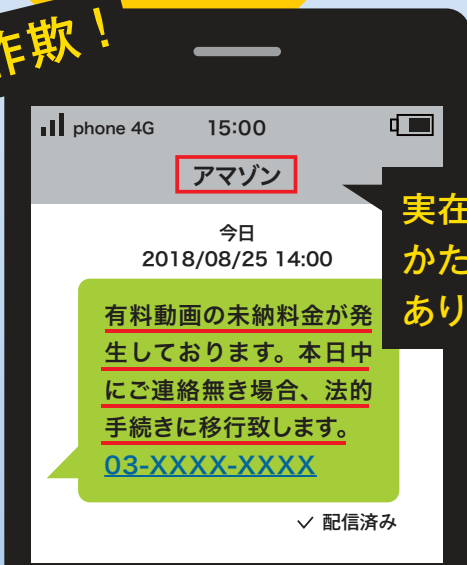 詐欺！
phone 4G 15:00
アマゾン
実在
かた
あり
今日
2018/08/25 14:00
有料動画の未納料金が発
生しております。本日中
にご連絡無き場合、法的
手続きに移行致します。
03-XXXX-XXXX
✓ 配信済み